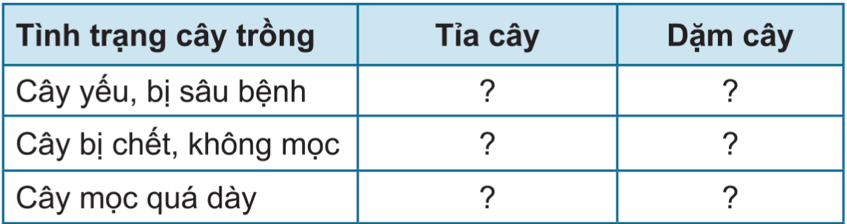 Tình trạng cây trồng Tỉa cây Dặm cây
Cây yếu, bị sâu bệnh ? ?
Cây bị chết, không mọc ? ?
Cây mọc quá dày ? ?